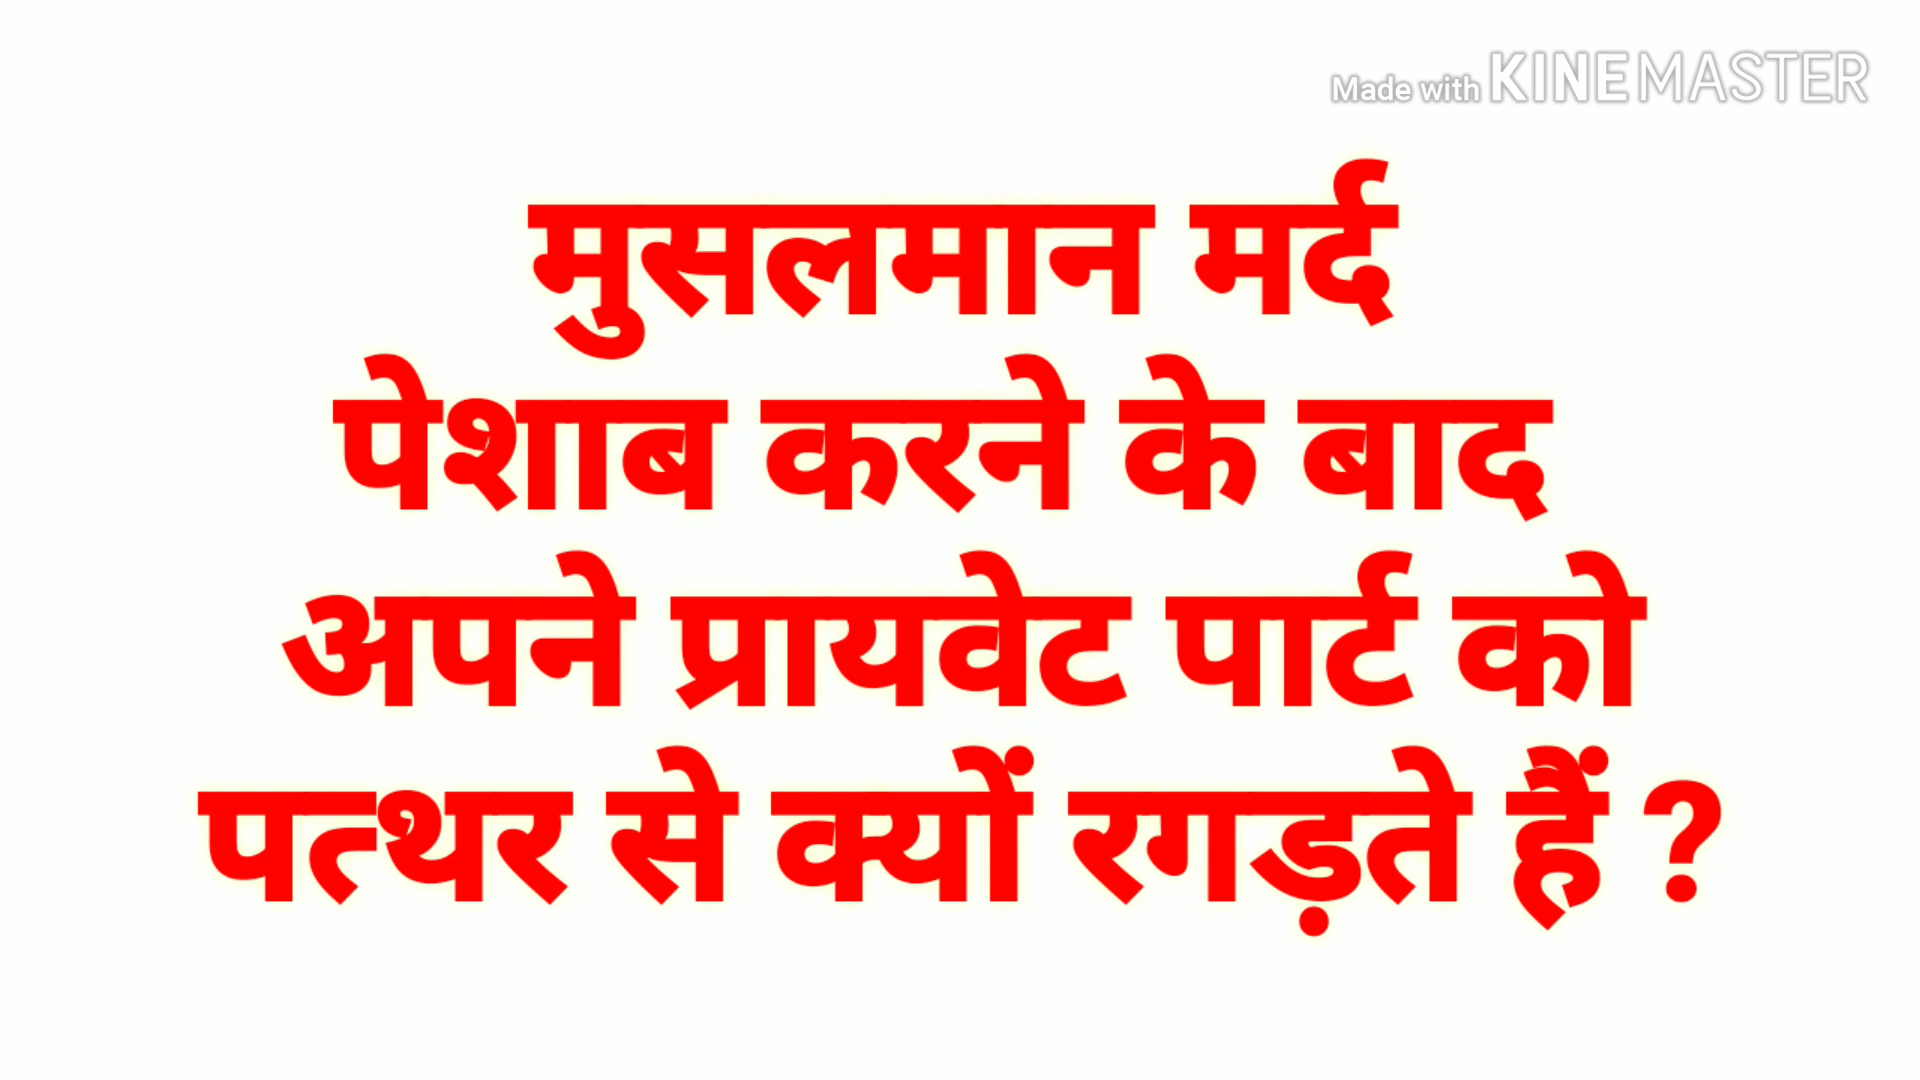 Made with KINEMASTER
मुसलमान मर्द
पेशाब करने के बाद
अपने प्रायवेट पार्ट को
पत्थर से क्यों रगड़ते हैं ?